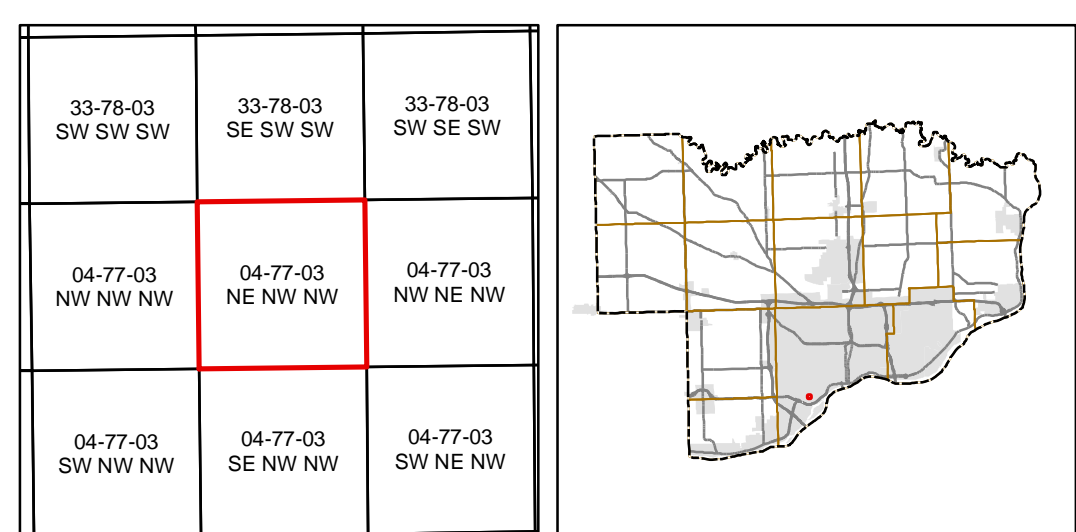 33-78-03
SW SW SW
33-78-03
SE SW SW
33-78-03
SW SE SW
04-77-03
NW NW NW
04-77-03
NE NW NW
04-77-03
NW NE NW
04-77-03
SW NW NW
04-77-03
SE NW NW
04-77-03
SW NE NW